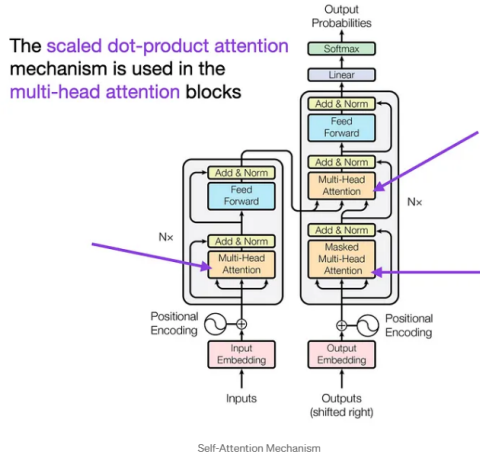 The scaled dot-product attention
mechanism is used in the
multi-head attention blocks
Output
Probabilities
Softmax
Linear
Add & Norm
Feed
Forward
Add & Norm
Multi-Head
Attention
Nx
Add & Norm
Masked
Multi-Head
Attention
Add & Norm
Feed
Forward
Nx
Add & Norm
Multi-Head
Attention
Positional
Encoding
Positional
Encoding
Input
Embedding
Output
Embedding
Inputs
Outputs
(shifted right)
Self-Attention Mechanism